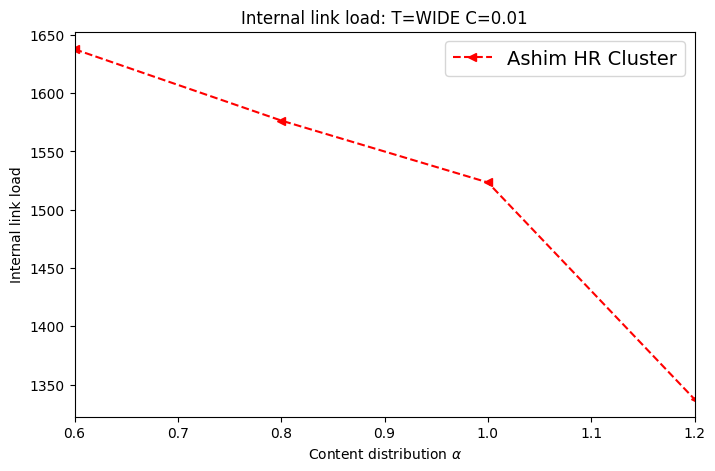 Internal link load: T=WIDE C=0.01
Ashim HR Cluster
Internal link load
1650
1600
1550
1500
1450
1400
1350
0.6 0.7 0.8 0.9 1.0 1.1 1.2
Content distribution α